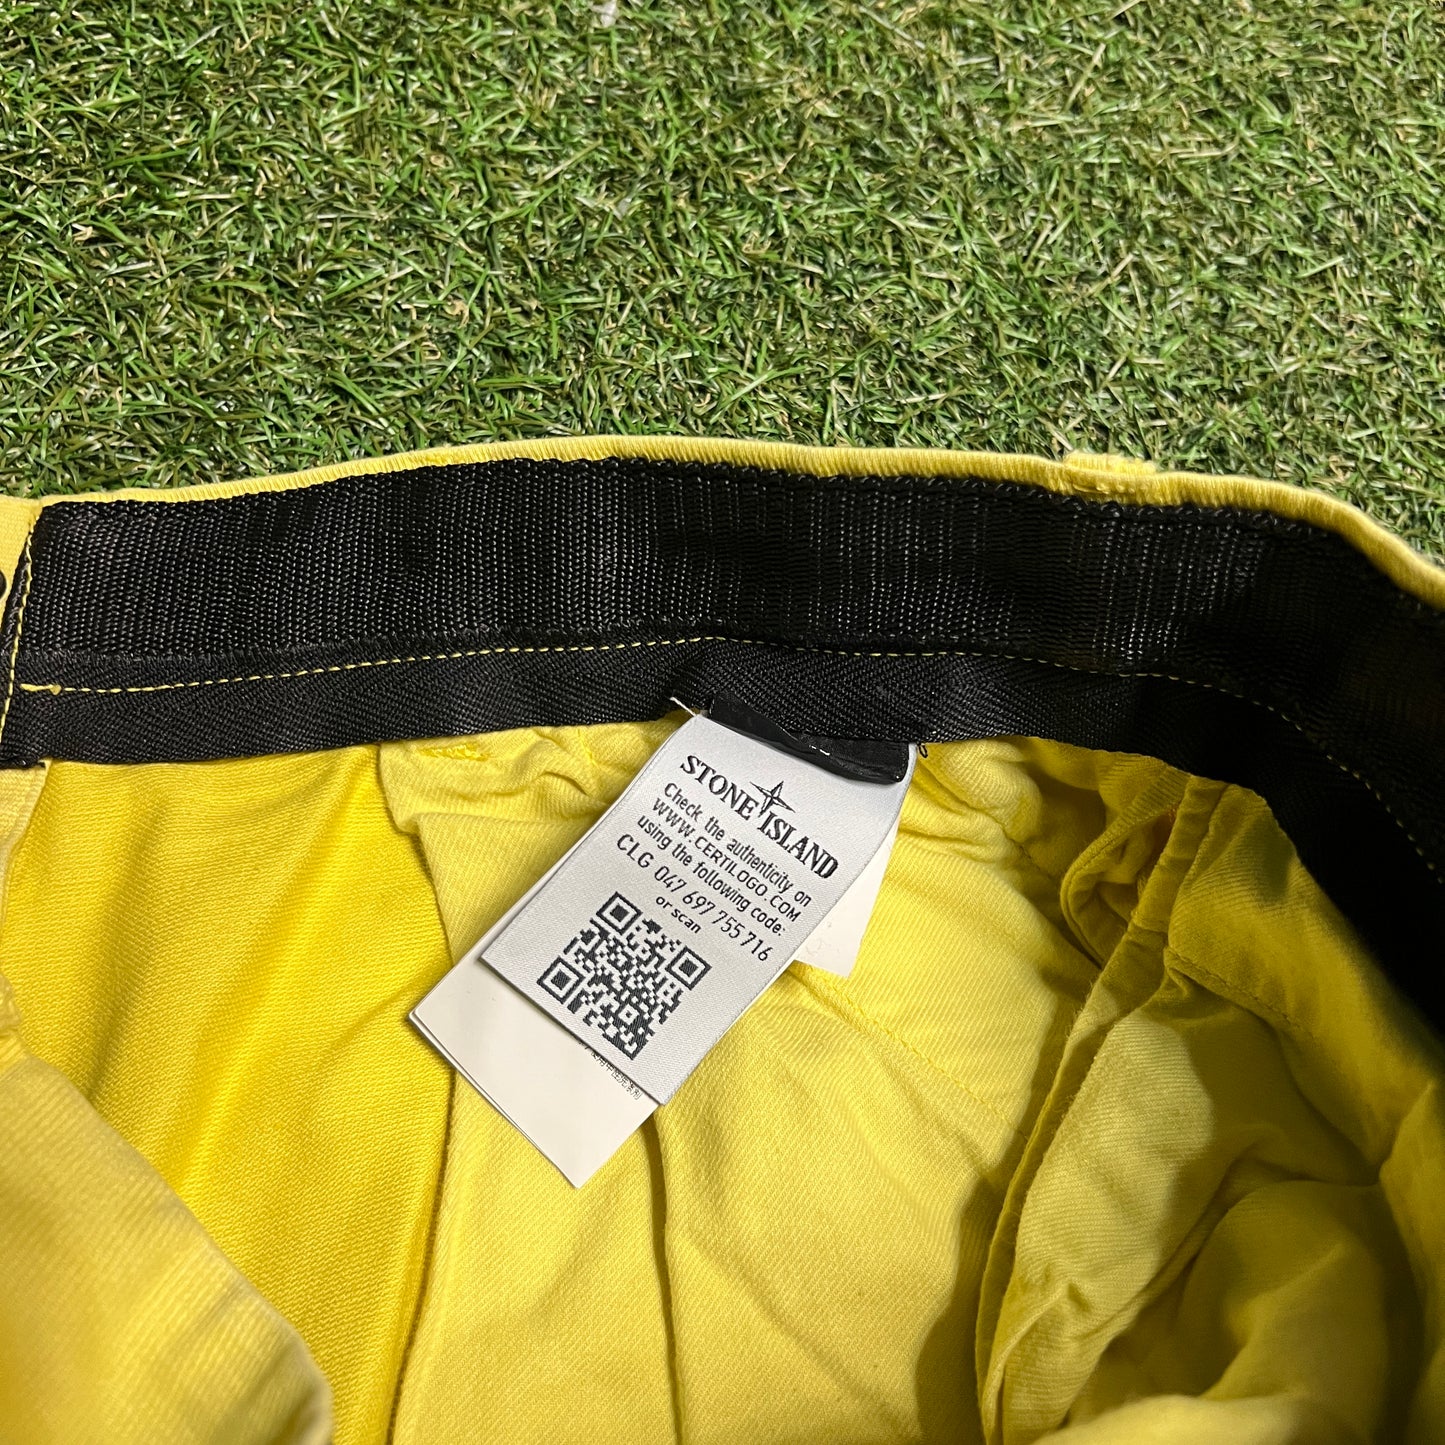 STONE ISLAND
Check the authenticity on
WWW.CERTILOGO.COM
using the following code:
CLG 047 697 755 716
or scan